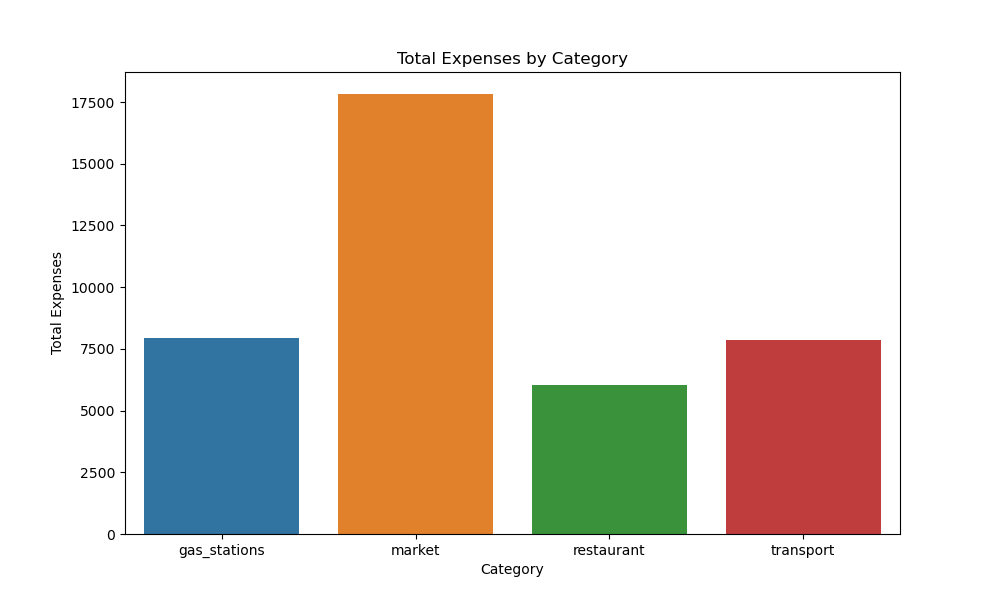 Total Expenses by Category
17500
15000
12500
10000
7500
5000
2500
0
Total Expenses
gas_stations
market
restaurant
transport
Category